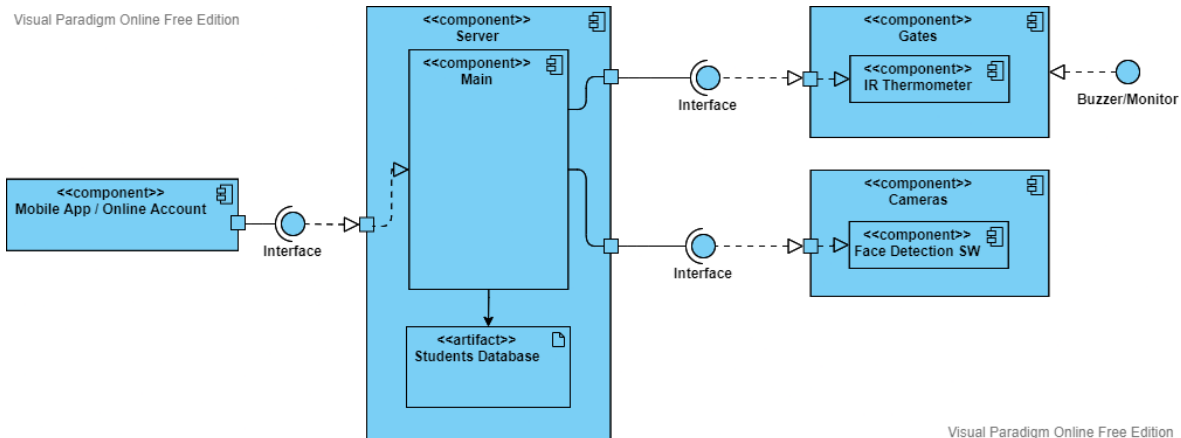 Visual Paradigm Online Free Edition
<<component>>
Server
<<component>>
Main
<<artifact>>
Students Database
<<component>>
Mobile App / Online Account
Interface
Interface
Interface
<<component>>
Gates
<<component>>
IR Thermometer
Buzzer/Monitor
<<component>>
Cameras
<<component>>
Face Detection SW
Visual Paradigm Online Free Edition